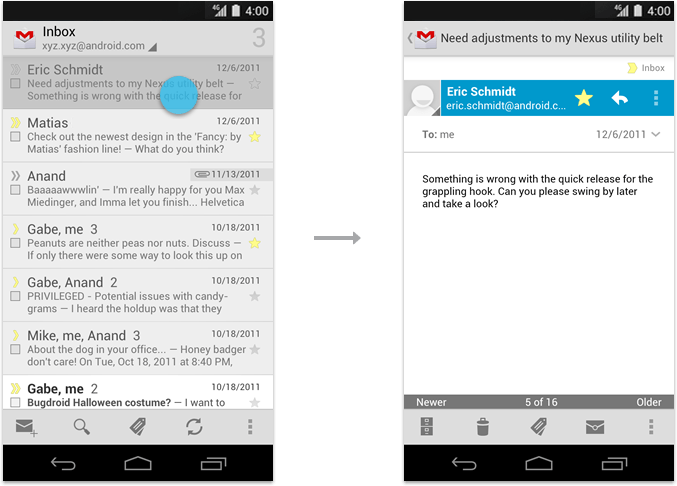 4G 4:00
Inbox
xyz.xyz@android.com
3
Eric Schmidt 12/6/2011
Need adjustments to my Nexus utility belt –
Something is wrong with the quick release for
Matias 12/6/2011
Check out the newest design in the 'Fancy: by
Matias' fashion line! – What do you think?
Anand 11/13/2011
Baaaaawwwlin' – I'm really happy for you Max
Miedinger, and Imma let you finish... Helvetica
Gabe, me 3 10/18/2011
Peanuts are neither peas nor nuts. Discuss –
If only there were some way to look this up on
Gabe, Anand 2 10/18/2011
PRIVILEGED - Potential issues with candy-
grams – I heard the holdup was that they
Mike, me, Anand 3 10/18/2011
About the dog in your office... – Honey badger
don't care! On Tue, Oct 18, 2011 at 8:40 PM,
Gabe, me 2 10/18/2011
Bugdroid Halloween costume? – I want to
4G 4:00
Need adjustments to my Nexus utility belt
Inbox
Eric Schmidt
eric.schmidt@android.c...
To: me 12/6/2011
Something is wrong with the quick release for the
grappling hook. Can you please swing by later
and take a look?
Newer 5 of 16 Older